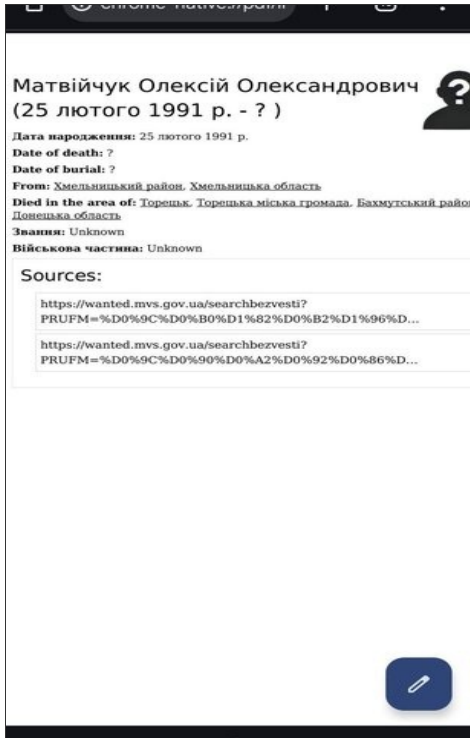 Матвійчук Олексій Олександрович
(25 лютого 1991 р. - ? )
Дата народження: 25 лютого 1991 р.
Date of death: ?
Date of burial: ?
From: Хмельницький район, Хмельницька область
Died in the area of: Торецьк, Торецька міська громада, Бахмутський район
Донецька область
Звання: Unknown
Військова частина: Unknown
Sources:
https://wanted.mvs.gov.ua/searchbezvesti?
PRUFM=%D0%9C%D0%B0%D1%82%D0%B2%D1%96%D...
https://wanted.mvs.gov.ua/searchbezvesti?
PRUFM=%D0%9C%D0%90%D0%A2%D0%92%D0%86%D...